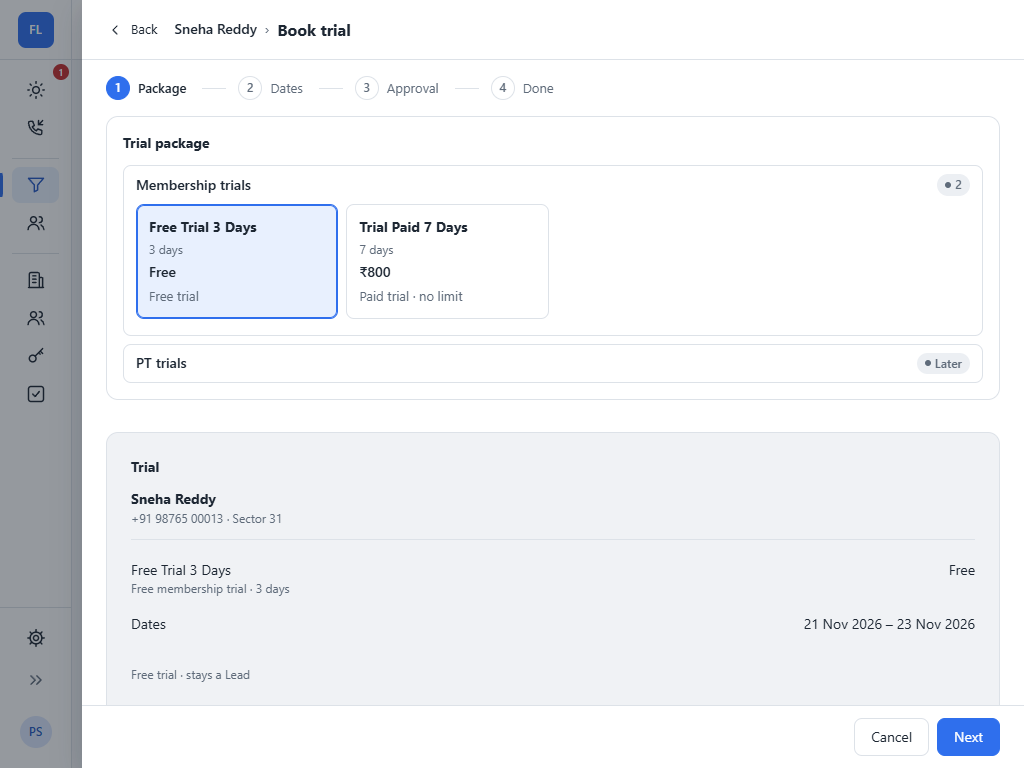 FL
Back Sneha Reddy › Book trial
1
1 Package 2 Dates 3 Approval 4 Done
Trial package
Membership trials 2
Free Trial 3 Days
3 days
Free
Free trial
Trial Paid 7 Days
7 days
₹800
Paid trial · no limit
PT trials Later
Trial
Sneha Reddy
+91 98765 00013 · Sector 31
Free Trial 3 Days Free
Free membership trial · 3 days
Dates 21 Nov 2026 – 23 Nov 2026
Free trial · stays a Lead
PS
Cancel Next